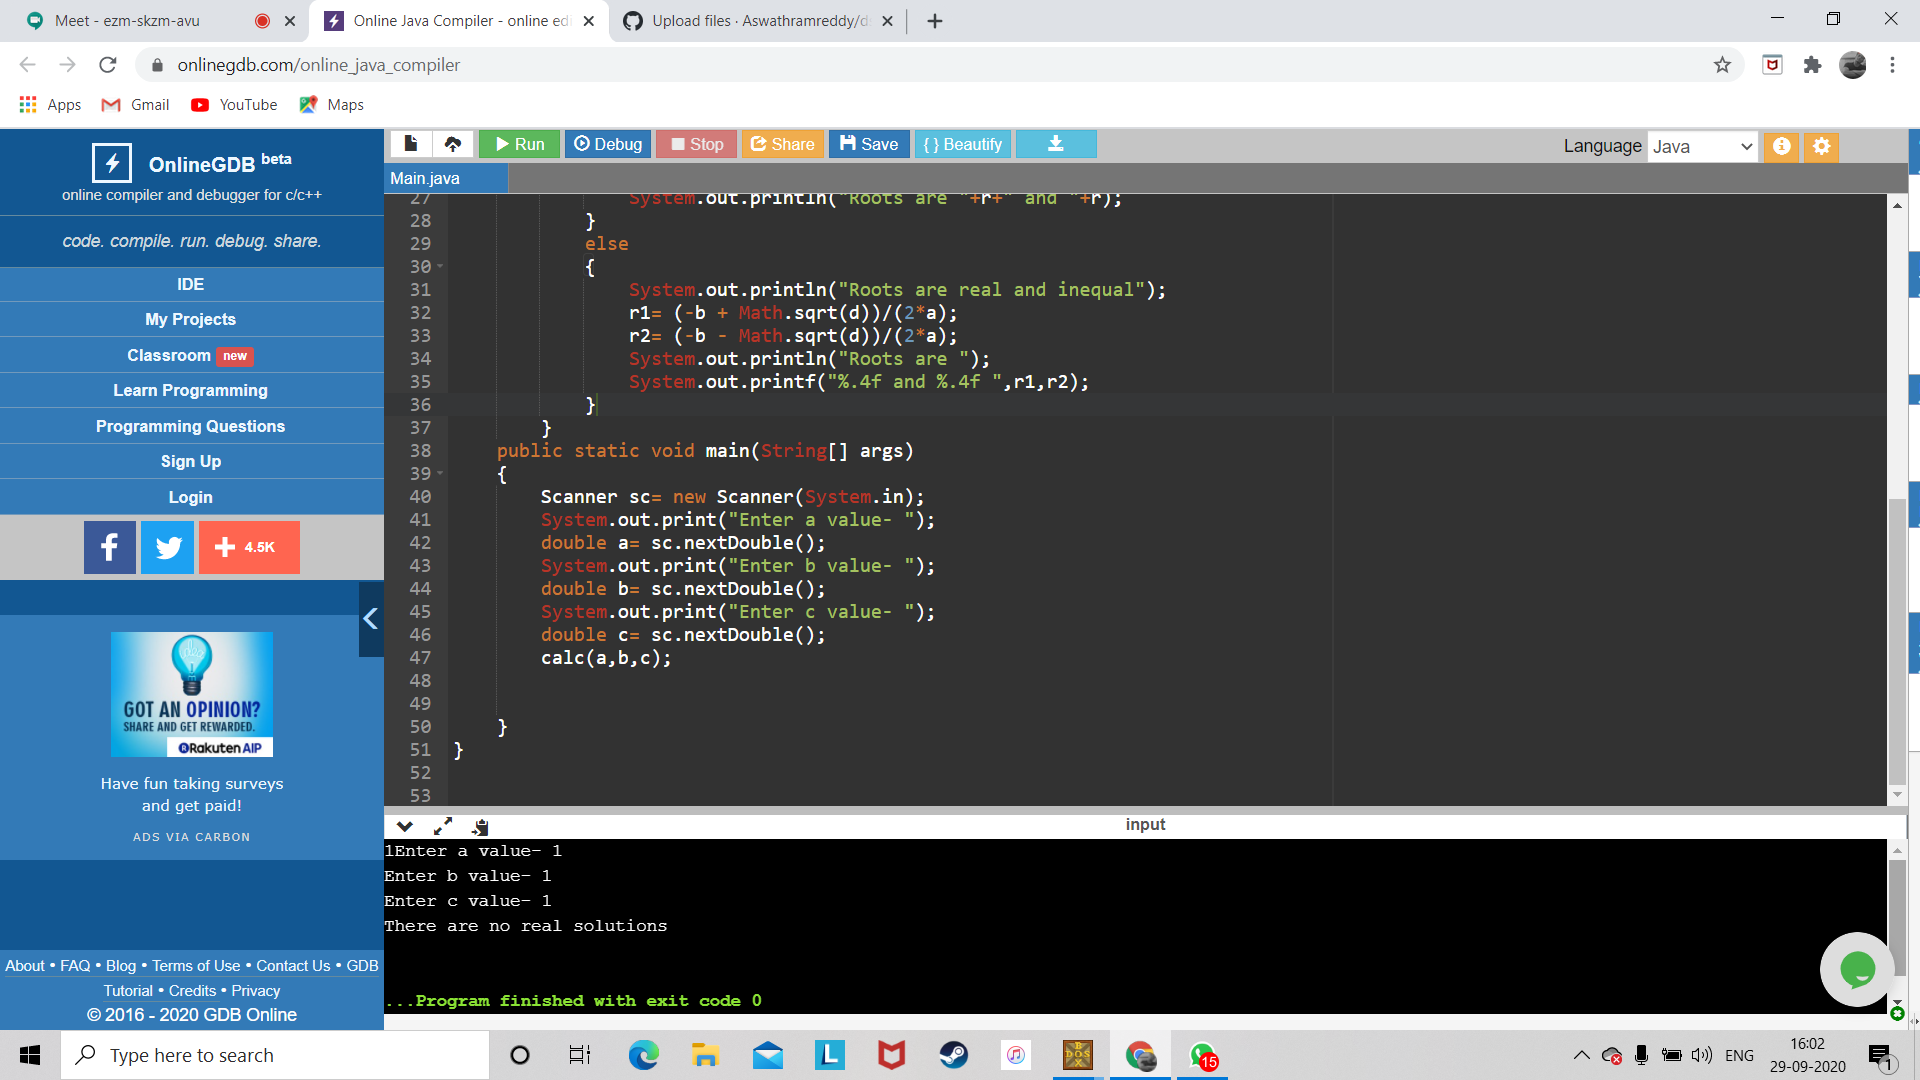 Meet - ezm-skzm-avu
Online Java Compiler - online edi
Upload files · Aswathramreddy/ds
onlinegdb.com/online_java_compiler
Apps
Gmail
YouTube
Maps
OnlineGDB beta
online compiler and debugger for c/c++
code. compile. run. debug. share.
IDE
My Projects
Classroom new
Learn Programming
Programming Questions
Sign Up
Login
4.5K
GOT AN OPINION?
SHARE AND GET REWARDED.
Rakuten AIP
Have fun taking surveys
and get paid!
ADS VIA CARBON
About • FAQ • Blog • Terms of Use • Contact Us • GDB
Tutorial • Credits • Privacy
© 2016 - 2020 GDB Online
Run
Debug
Stop
Share
Save
{ } Beautify
Language Java
Main.java
27 System.out.println("Roots are "+r+" and "+r);
28 }
29 else
30 {
31 System.out.println("Roots are real and inequal");
32 r1= (-b + Math.sqrt(d))/(2*a);
33 r2= (-b - Math.sqrt(d))/(2*a);
34 System.out.println("Roots are ");
35 System.out.printf("%.4f and %.4f ",r1,r2);
36 }
37 }
38 public static void main(String[] args)
39 {
40 Scanner sc= new Scanner(System.in);
41 System.out.print("Enter a value- ");
42 double a= sc.nextDouble();
43 System.out.print("Enter b value- ");
44 double b= sc.nextDouble();
45 System.out.print("Enter c value- ");
46 double c= sc.nextDouble();
47 calc(a,b,c);
48
49
50 }
51 }
52
53
input
1Enter a value- 1
Enter b value- 1
Enter c value- 1
There are no real solutions
...Program finished with exit code 0
Type here to search
L
BOX
DOS
15
ENG
16:02
29-09-2020
1